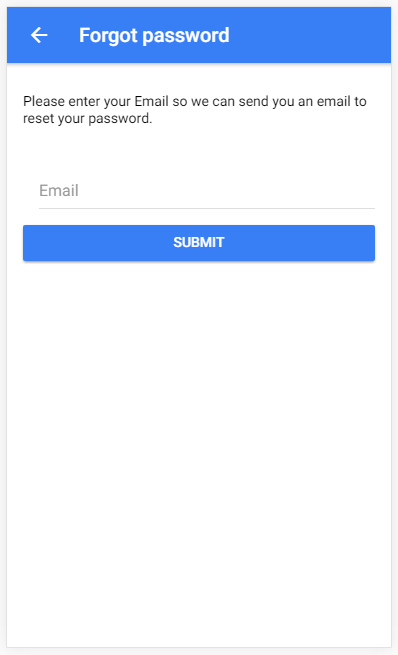 Forgot password
Please enter your Email so we can send you an email to
reset your password.
Email
SUBMIT